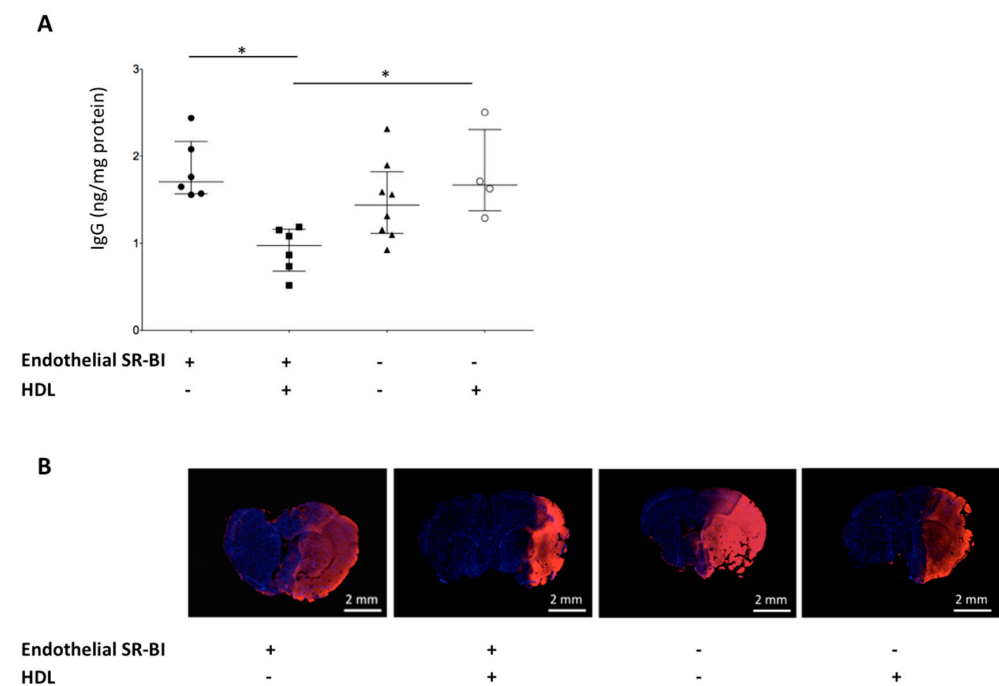 A
*
*
3
2
1
0
IgG (ng/mg protein)
Endothelial SR-BI + + - -
HDL - + - +
B
2 mm 2 mm 2 mm 2 mm
Endothelial SR-BI + + - -
HDL - + - +